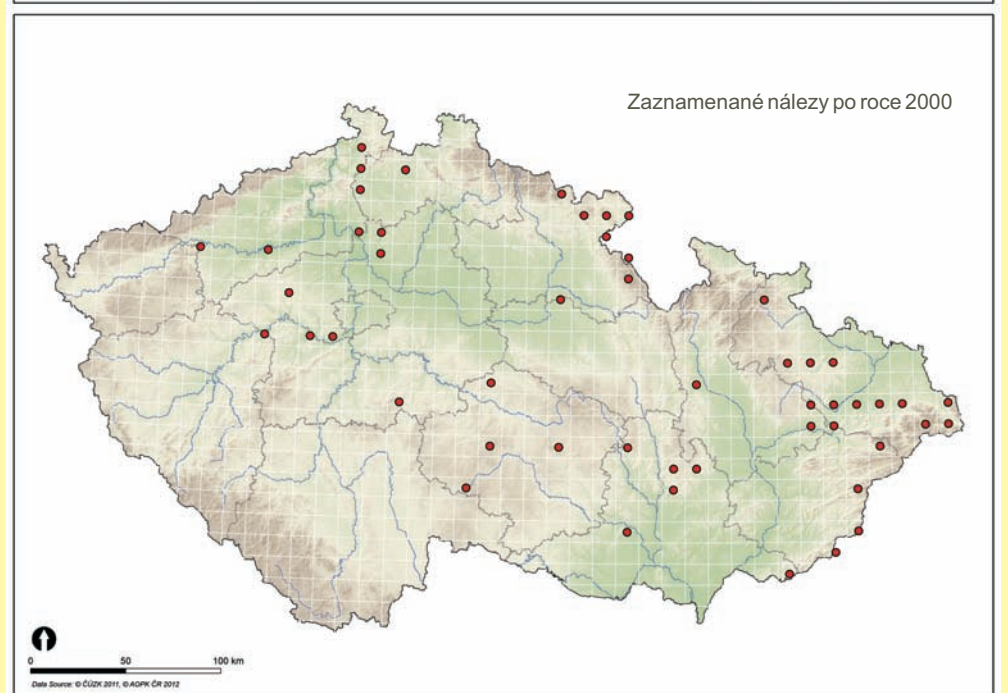 Zaznamenané nálezy po roce 2000
0 50 100 km
Data Source: © ČÚZK 2011, © AOPK ČR 2012